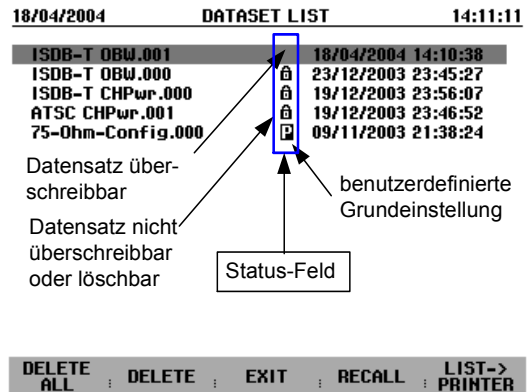 18/04/2004 DATASET LIST 14:11:11
ISDB-T OBW.001 18/04/2004 14:10:38
ISDB-T OBW.000 23/12/2003 23:45:27
ISDB-T CHPwr.000 19/12/2003 23:56:07
ATSC CHPwr.001 19/12/2003 23:46:52
75-Ohm-Config.000 P 09/11/2003 21:38:24
Datensatz über-
schreibbar
benutzerdefinierte
Grundeinstellung
Datensatz nicht
überschreibbar
oder löschbar
Status-Feld
DELETE ALL : DELETE : EXIT : RECALL : LIST-> PRINTER